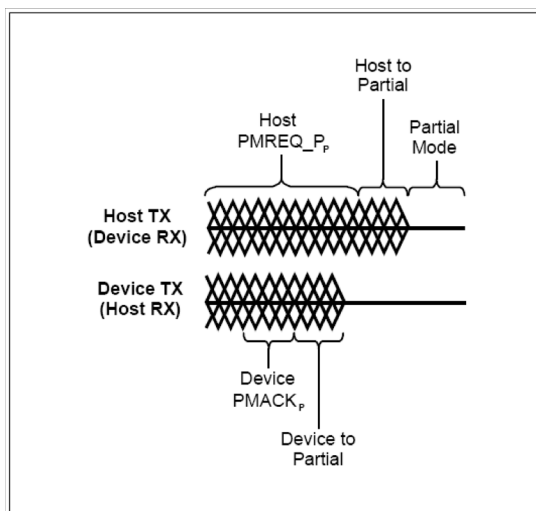 Host to
Partial
Host
PMREQ_PP
Partial
Mode
Host TX
(Device RX)
Device TX
(Host RX)
Device
PMACKP
Device to
Partial